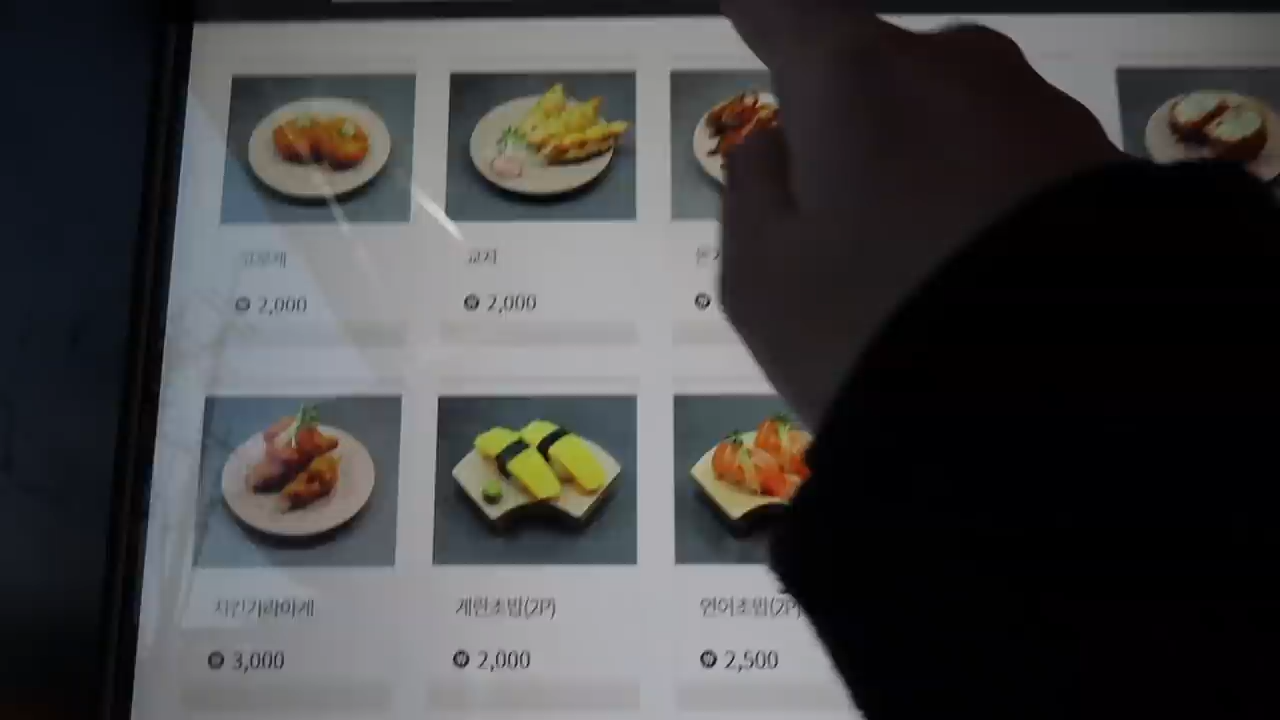 고로케
교자
₩ 2,000
₩ 2,000
₩
치킨가라아게
계란초밥(2P)
연어초밥(2P)
₩ 3,000
₩ 2,000
₩ 2,500